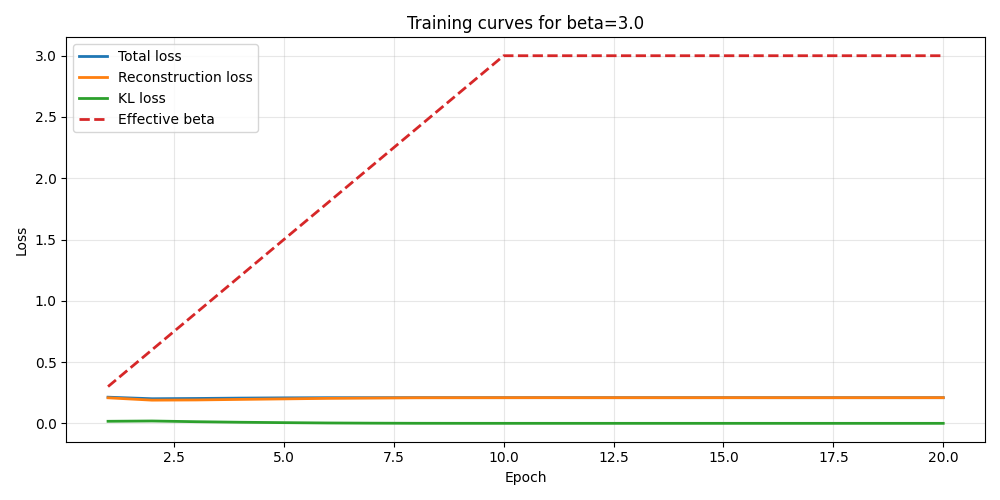 Training curves for beta=3.0
Total loss
Reconstruction loss
KL loss
Effective beta
Loss
3.0
2.5
2.0
1.5
1.0
0.5
0.0
2.5 5.0 7.5 10.0 12.5 15.0 17.5 20.0
Epoch